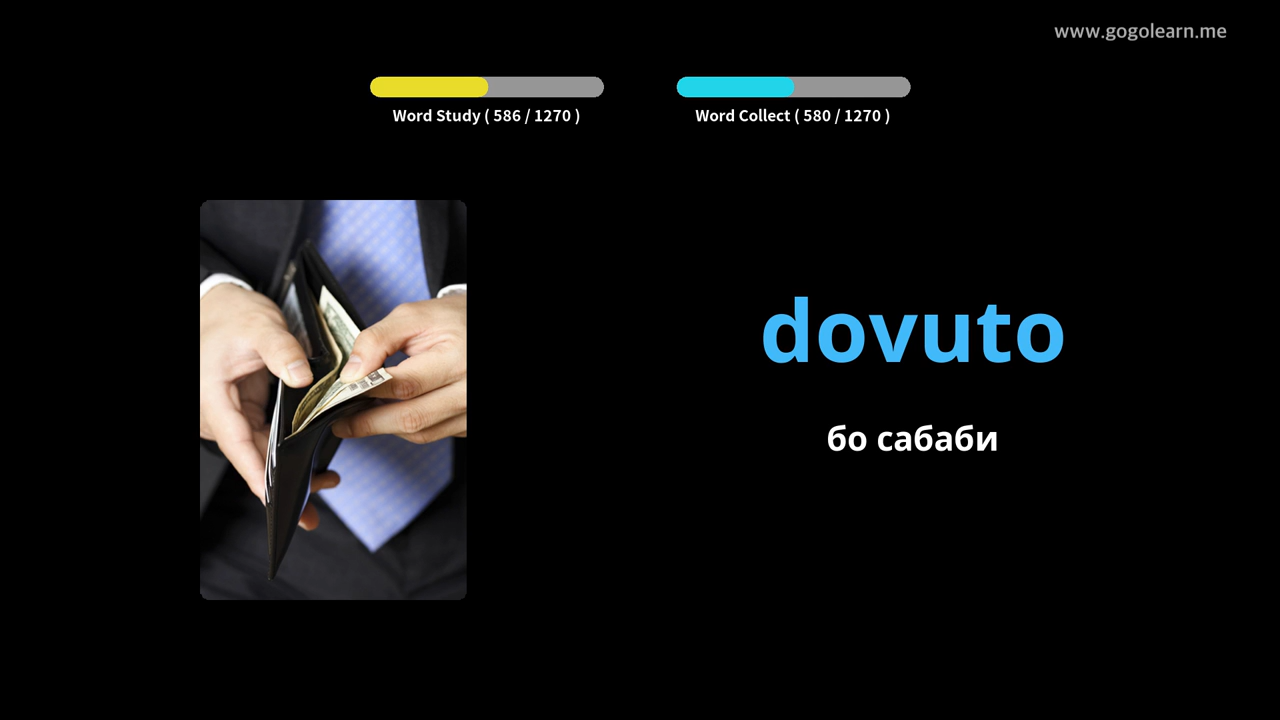 www.gogolearn.me
Word Study ( 586 / 1270 )
Word Collect ( 580 / 1270 )
dovuto
бо сабаби